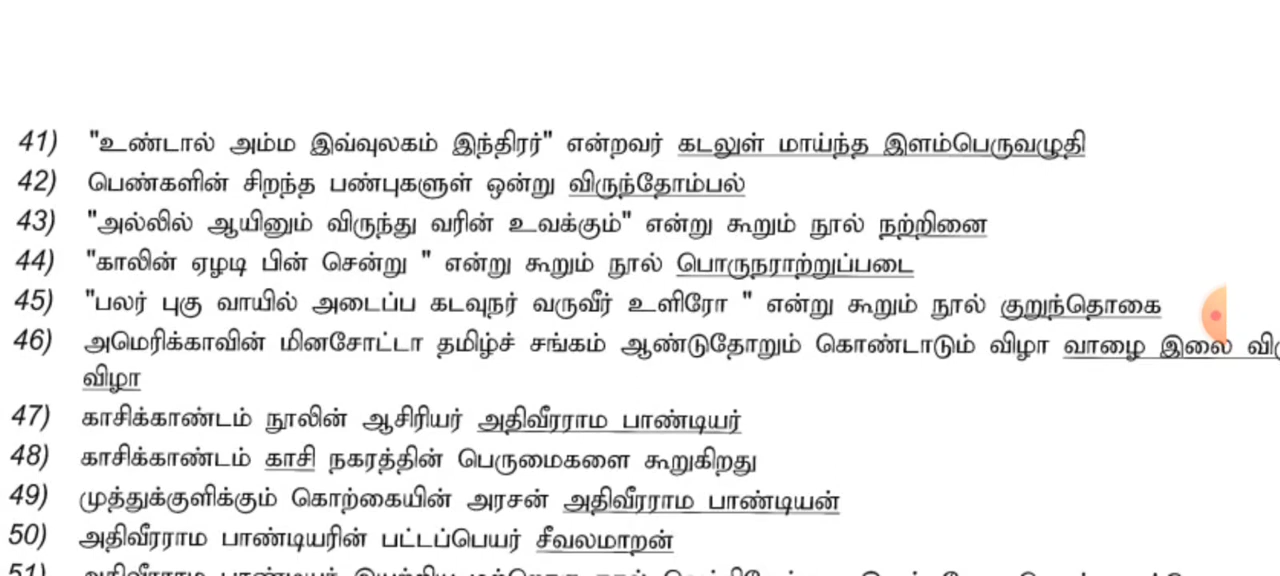 41) "உண்டால் அம்ம இவ்வுலகம் இந்திரர்" என்றவர் கடலுள் மாய்ந்த இளம்பெருவழுதி
42) பெண்களின் சிறந்த பண்புகளுள் ஒன்று விருந்தோம்பல்
43) "அல்லில் ஆயினும் விருந்து வரின் உவக்கும்" என்று கூறும் நூல் நற்றினை
44) "காலின் ஏழடி பின் சென்று " என்று கூறும் நூல் பொருநராற்றுப்படை
45) "பலர் புகு வாயில் அடைப்ப கடவுநர் வருவீர் உளிரோ " என்று கூறும் நூல் குறுந்தொகை
46) அமெரிக்காவின் மினசோட்டா தமிழ்ச் சங்கம் ஆண்டுதோறும் கொண்டாடும் விழா வாழை இலை
விழா
47) காசிக்காண்டம் நூலின் ஆசிரியர் அதிவீரராம பாண்டியர்
48) காசிக்காண்டம் காசி நகரத்தின் பெருமைகளை கூறுகிறது
49) முத்துக்குளிக்கும் கொற்கையின் அரசன் அதிவீரராம பாண்டியன்
50) அதிவீரராம பாண்டியரின் பட்டப்பெயர் சீவலமாறன்
51)